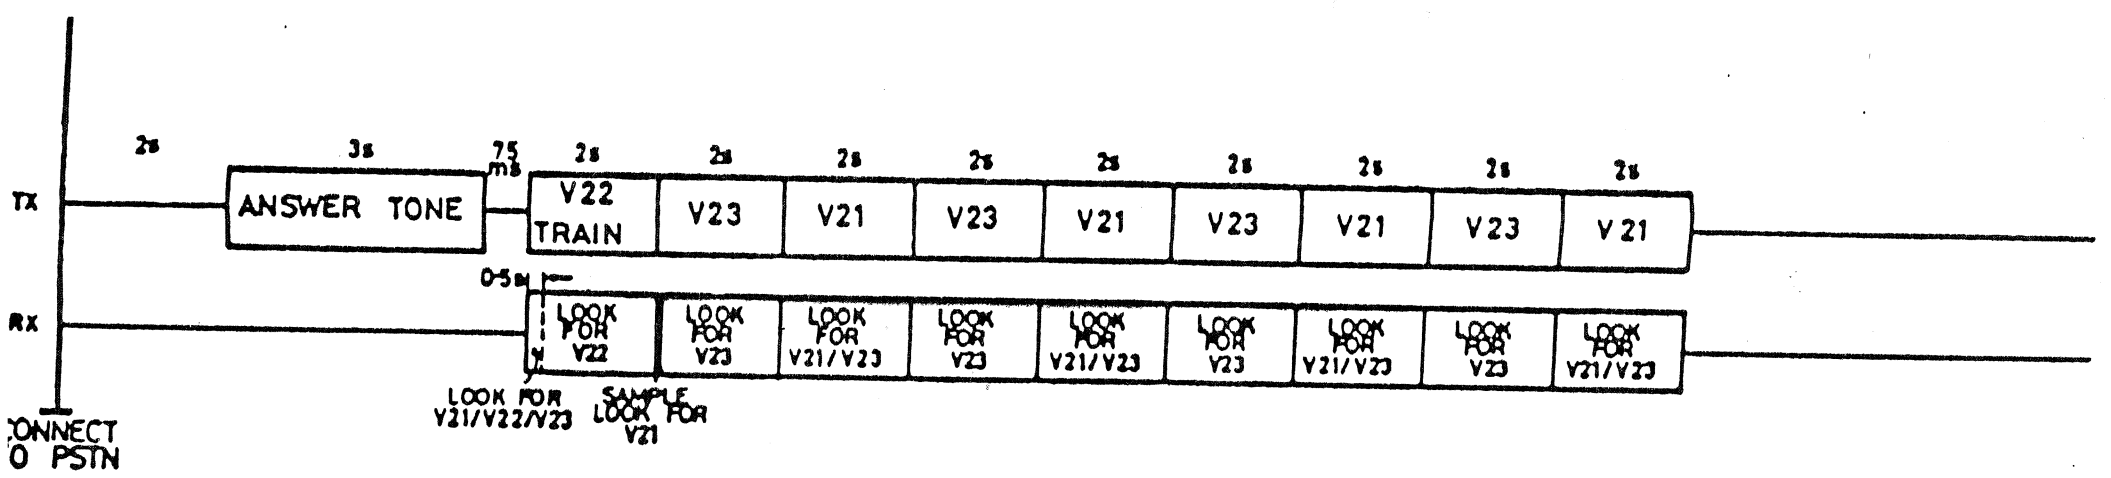 2s 3s 75 2s 2s 2s 2s 2s 2s 2s 2s 2s
ms
TX ANSWER TONE V22 V23 V21 V23 V21 V23 V21 V23 V21
TRAIN
0·5s
RX LOOK LOOK LOOK LOOK LOOK LOOK LOOK LOOK LOOK
FOR FOR FOR FOR FOR FOR FOR FOR FOR
V22 V23 V21/V23 V23 V21/V23 V23 V21/V23 V23 V21/V23
LOOK FOR SAMPLE
V21/V22/V23 LOOK FOR
V21
CONNECT
O PSTN